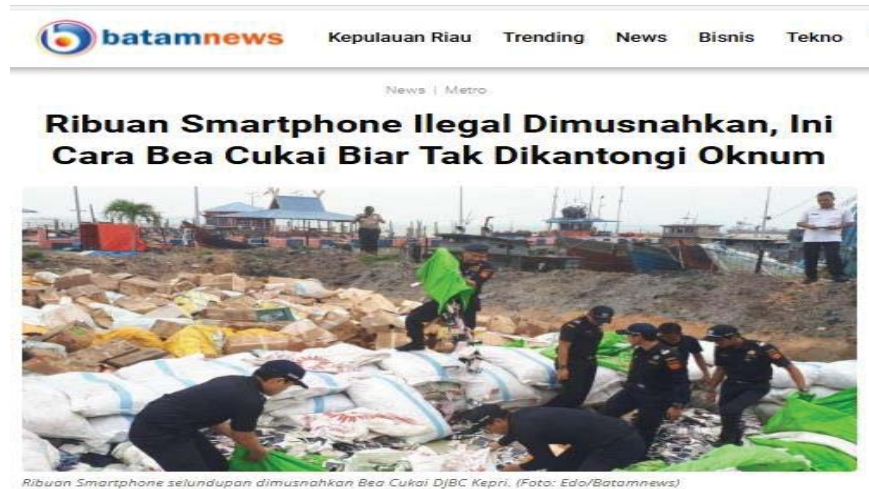 batamnews Kepulauan Riau Trending News Bisnis Tekno
News | Metro
Ribuan Smartphone Ilegal Dimusnahkan, Ini
Cara Bea Cukai Biar Tak Dikantongi Oknum
Ribuan Smartphone selundupan dimusnahkan Bea Cukai DJBC Kepri. (Foto: Edo/Batamnews)